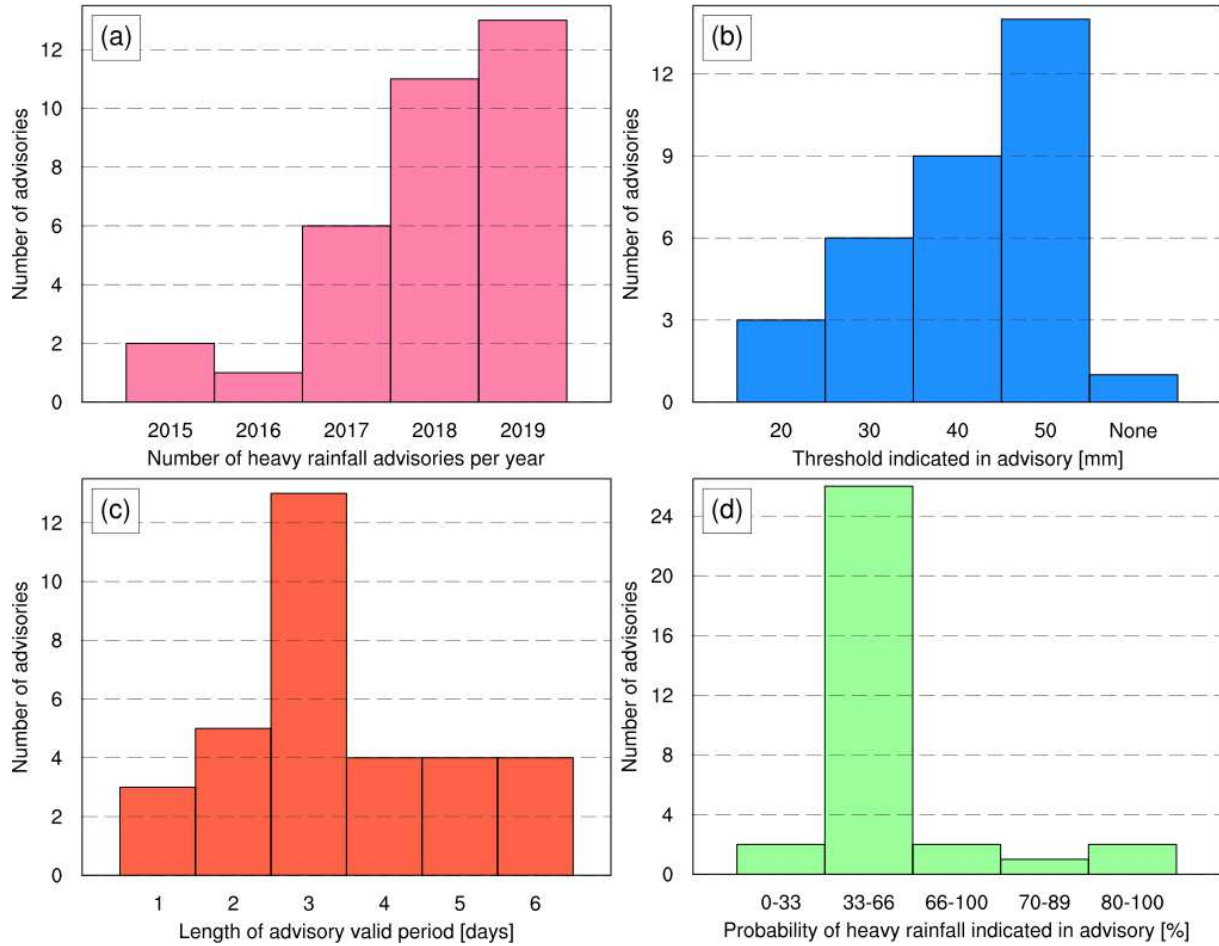 (a)
Number of advisories
12
10
8
6
4
2
0
2015 2016 2017 2018 2019
Number of heavy rainfall advisories per year
(b)
Number of advisories
12
9
6
3
0
20 30 40 50 None
Threshold indicated in advisory [mm]
(c)
Number of advisories
12
10
8
6
4
2
0
1 2 3 4 5 6
Length of advisory valid period [days]
(d)
Number of advisories
24
20
16
12
8
4
0
0-33 33-66 66-100 70-89 80-100
Probability of heavy rainfall indicated in advisory [%]